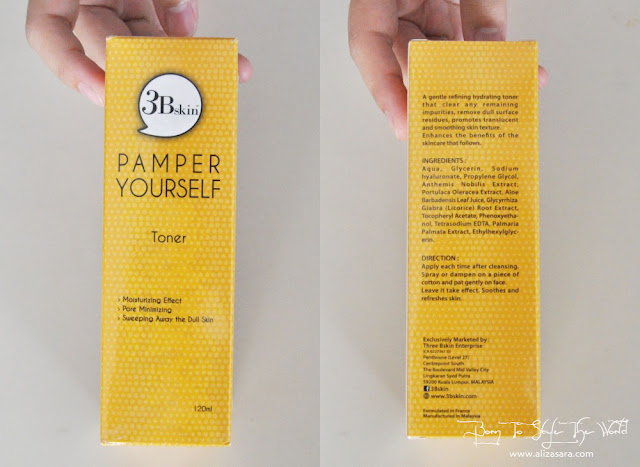 3Bskin™
PAMPER
YOURSELF
Toner
› Moisturizing Effect
› Pore Minimizing
› Sweeping Away the Dull Skin
120ml
A gentle refining hydrating toner
that clear any remaining
impurities, remove dull surface
residues, promotes translucent
and smoothing skin texture.
Enhances the benefits of the
skincare that follows.
INGREDIENTS :
Aqua, Glycerin, Sodium
hyaluronate, Propylene Glycol,
Anthemis Nobilis Extract,
Portulaca Oleracea Extract, Aloe
Barbadensis Leaf Juice, Glycyrrhiza
Glabra (Licorice) Root Extract,
Tocopheryl Acetate, Phenoxyetha-
nol, Tetrasodium EDTA, Palmaria
Palmata Extract, Ethylhexylglyc-
erin.
DIRECTION :
Apply each time after cleansing.
Spray or dampen on a piece of
cotton and pat gently on face.
Leave it take effect. Soothes and
refreshes skin.
Exclusively Marketed by :
Three Bskin Enterprise
Penthouse (Level 27)
Centrepoint South
The Boulevard Mid Valley City
Lingkaran Syed Putra
59200 Kuala Lumpur, MALAYSIA
3Bskin
www.3bskin.com
Formulated in France
Manufactured in Malaysia
Born To Style The World
www.alizasara.com